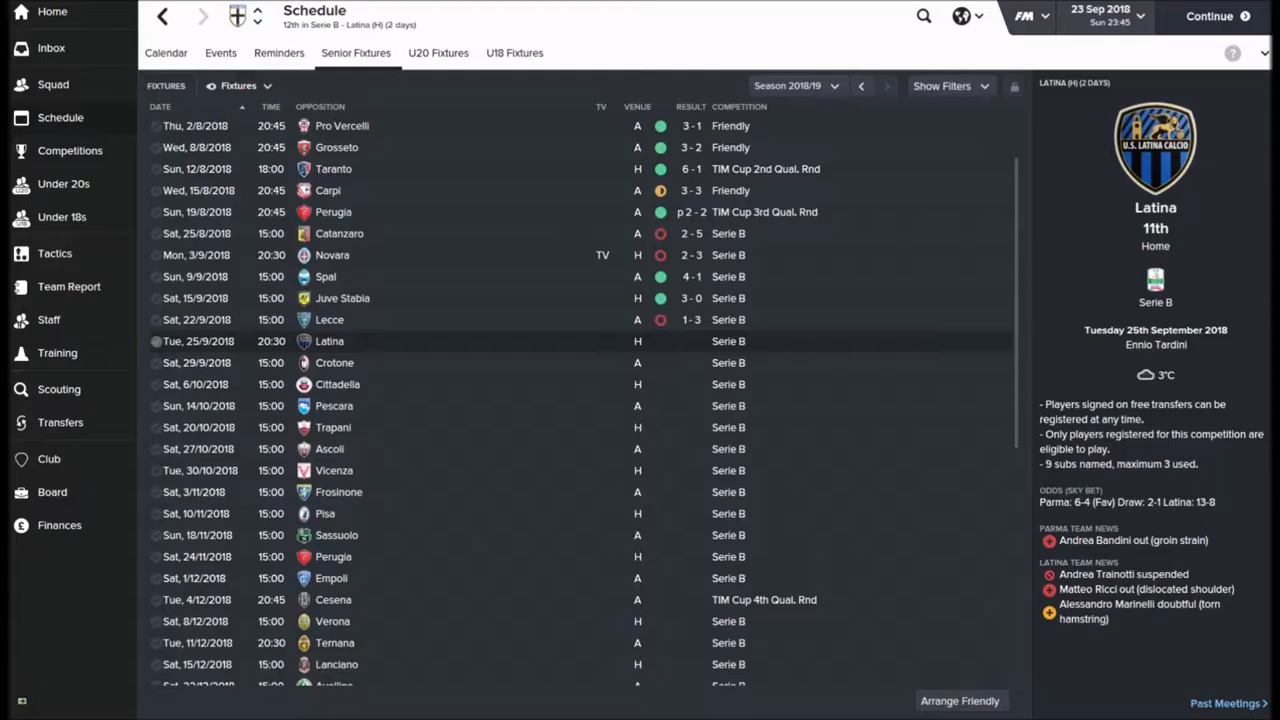 Home
Inbox
Squad
Schedule
Competitions
Under 20s
Under 18s
Tactics
Team Report
Staff
Training
Scouting
Transfers
Club
Board
Finances
Schedule
12th in Serie B - Latina (H) (2 days)
FM
23 Sep 2018
Sun 23:45
Continue
Calendar Events Reminders Senior Fixtures U20 Fixtures U18 Fixtures
FIXTURES Fixtures Season 2018/19 Show Filters
DATE TIME OPPOSITION TV VENUE RESULT COMPETITION
Thu, 2/8/2018 20:45 Pro Vercelli A 3 - 1 Friendly
Wed, 8/8/2018 20:45 Grosseto A 3 - 2 Friendly
Sun, 12/8/2018 18:00 Taranto H 6 - 1 TIM Cup 2nd Qual. Rnd
Wed, 15/8/2018 20:45 Carpi A 3 - 3 Friendly
Sun, 19/8/2018 20:45 Perugia A p 2 - 2 TIM Cup 3rd Qual. Rnd
Sat, 25/8/2018 15:00 Catanzaro A 2 - 5 Serie B
Mon, 3/9/2018 20:30 Novara TV H 2 - 3 Serie B
Sun, 9/9/2018 15:00 Spal A 4 - 1 Serie B
Sat, 15/9/2018 15:00 Juve Stabia H 3 - 0 Serie B
Sat, 22/9/2018 15:00 Lecce A 1 - 3 Serie B
Tue, 25/9/2018 20:30 Latina H Serie B
Sat, 29/9/2018 15:00 Crotone A Serie B
Sat, 6/10/2018 15:00 Cittadella H Serie B
Sun, 14/10/2018 15:00 Pescara A Serie B
Sat, 20/10/2018 15:00 Trapani H Serie B
Sat, 27/10/2018 15:00 Ascoli A Serie B
Tue, 30/10/2018 15:00 Vicenza H Serie B
Sat, 3/11/2018 15:00 Frosinone A Serie B
Sat, 10/11/2018 15:00 Pisa H Serie B
Sun, 18/11/2018 15:00 Sassuolo A Serie B
Sat, 24/11/2018 15:00 Perugia H Serie B
Sat, 1/12/2018 15:00 Empoli A Serie B
Tue, 4/12/2018 20:45 Cesena A TIM Cup 4th Qual. Rnd
Sat, 8/12/2018 15:00 Verona H Serie B
Tue, 11/12/2018 20:30 Ternana A Serie B
Sat, 15/12/2018 15:00 Lanciano H Serie B
Arrange Friendly
LATINA (H) (2 DAYS)
U.S. LATINA CALCIO
Latina
11th
Home
Serie B
Tuesday 25th September 2018
Ennio Tardini
3°C
- Players signed on free transfers can be
registered at any time.
- Only players registered for this competition are
eligible to play.
- 9 subs named, maximum 3 used.
ODDS (SKY BET)
Parma: 6-4 (Fav) Draw: 2-1 Latina: 13-8
PARMA TEAM NEWS
Andrea Bandini out (groin strain)
LATINA TEAM NEWS
Andrea Trainotti suspended
Matteo Ricci out (dislocated shoulder)
Alessandro Marinelli doubtful (torn
hamstring)
Past Meetings >